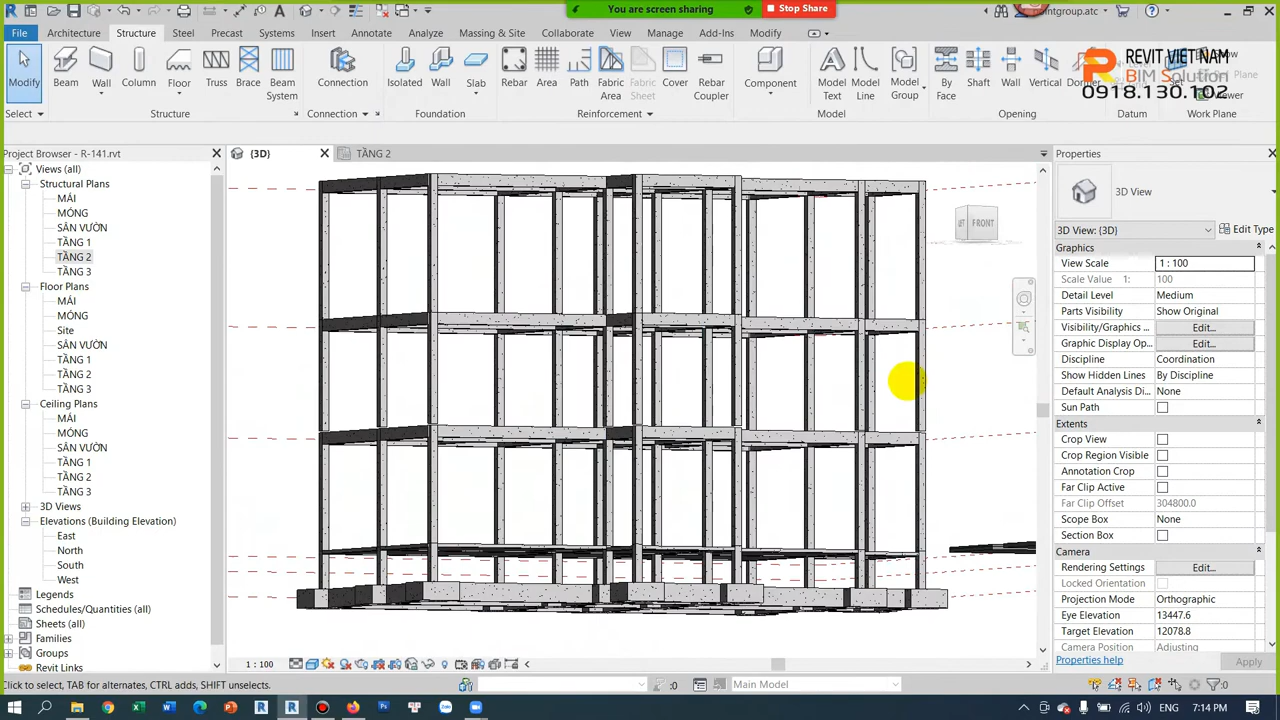 You are screen sharing
Stop Share
File
Architecture
Structure
Steel
Precast
Systems
Insert
Annotate
Analyze
Massing & Site
Collaborate
View
Manage
Add-Ins
Modify
REVIT VIETNAM
BIM Solution
0918.130.102
Modify
Beam
Wall
Column
Floor
Truss
Brace
Beam System
Connection
Isolated
Wall
Slab
Rebar
Area
Path
Fabric Area
Fabric Sheet
Cover
Rebar Coupler
Component
Model Text
Model Line
Model Group
By Face
Shaft
Wall
Vertical
Select
Structure
Connection
Foundation
Reinforcement
Model
Opening
Datum
Work Plane
Project Browser - R-141.rvt
{3D}
TẦNG 2
Properties
Views (all)
Structural Plans
MÁI
MÓNG
SÂN VƯỜN
TẦNG 1
TẦNG 2
TẦNG 3
Floor Plans
MÁI
MÓNG
Site
SÂN VƯỜN
TẦNG 1
TẦNG 2
TẦNG 3
Ceiling Plans
MÁI
MÓNG
SÂN VƯỜN
TẦNG 1
TẦNG 2
TẦNG 3
3D Views
Elevations (Building Elevation)
East
North
South
West
Legends
Schedules/Quantities (all)
Sheets (all)
Families
Groups
Revit Links
FRONT
3D View
3D View: {3D}
Edit Type
Graphics
View Scale 1 : 100
Scale Value 1: 100
Detail Level Medium
Parts Visibility Show Original
Visibility/Graphics ... Edit...
Graphic Display Op... Edit...
Discipline Coordination
Show Hidden Lines By Discipline
Default Analysis Di... None
Sun Path
Extents
Crop View
Crop Region Visible
Annotation Crop
Far Clip Active
Far Clip Offset 304800.0
Scope Box None
Section Box
Camera
Rendering Settings Edit...
Locked Orientation
Projection Mode Orthographic
Eye Elevation 13447.6
Target Elevation 12078.8
Camera Position Adjusting
Properties help
Apply
1 : 100
Click to select, TAB for alternates, CTRL adds, SHIFT unselects.
:0
Main Model
:0
ENG
7:14 PM